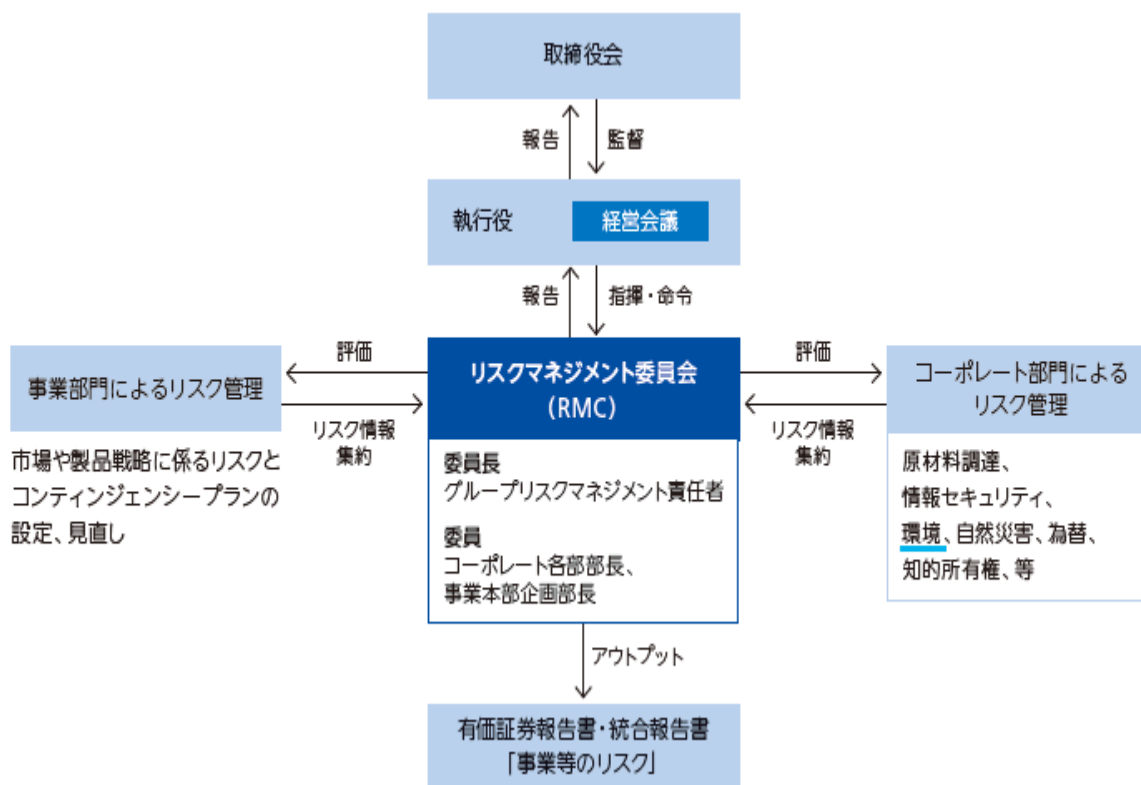 取締役会
報告
監督
執行役
経営会議
報告
指揮・命令
評価
リスク情報
集約
事業部門によるリスク管理
市場や製品戦略に係るリスクと
コンティンジェンシープランの
設定、見直し
リスクマネジメント委員会
(RMC)
委員長
グループリスクマネジメント責任者
委員
コーポレート各部部長、
事業本部企画部長
評価
リスク情報
集約
コーポレート部門による
リスク管理
原材料調達、
情報セキュリティ、
環境、自然災害、為替、
知的所有権、等
アウトプット
有価証券報告書・統合報告書
「事業等のリスク」